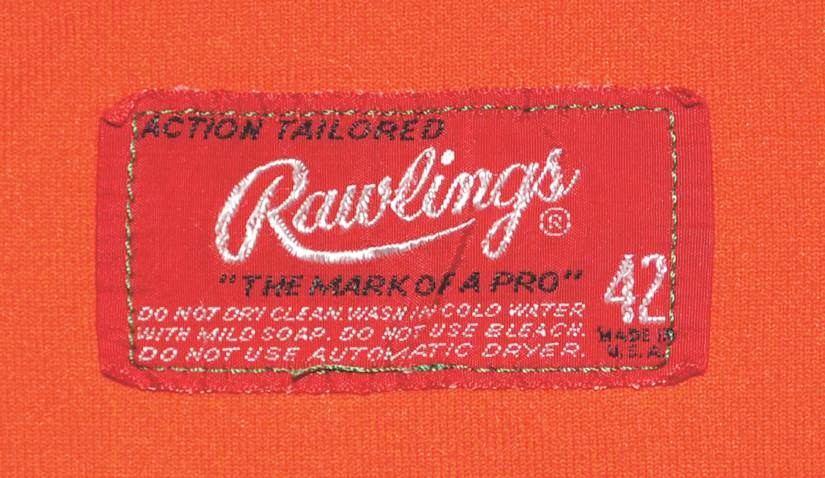 ACTION TAILORED
Rawlings ®
"THE MARK OF A PRO"
42
DO NOT DRY CLEAN. WASH IN COLD WATER
WITH MILD SOAP. DO NOT USE BLEACH.
DO NOT USE AUTOMATIC DRYER.
MADE IN
U.S.A.